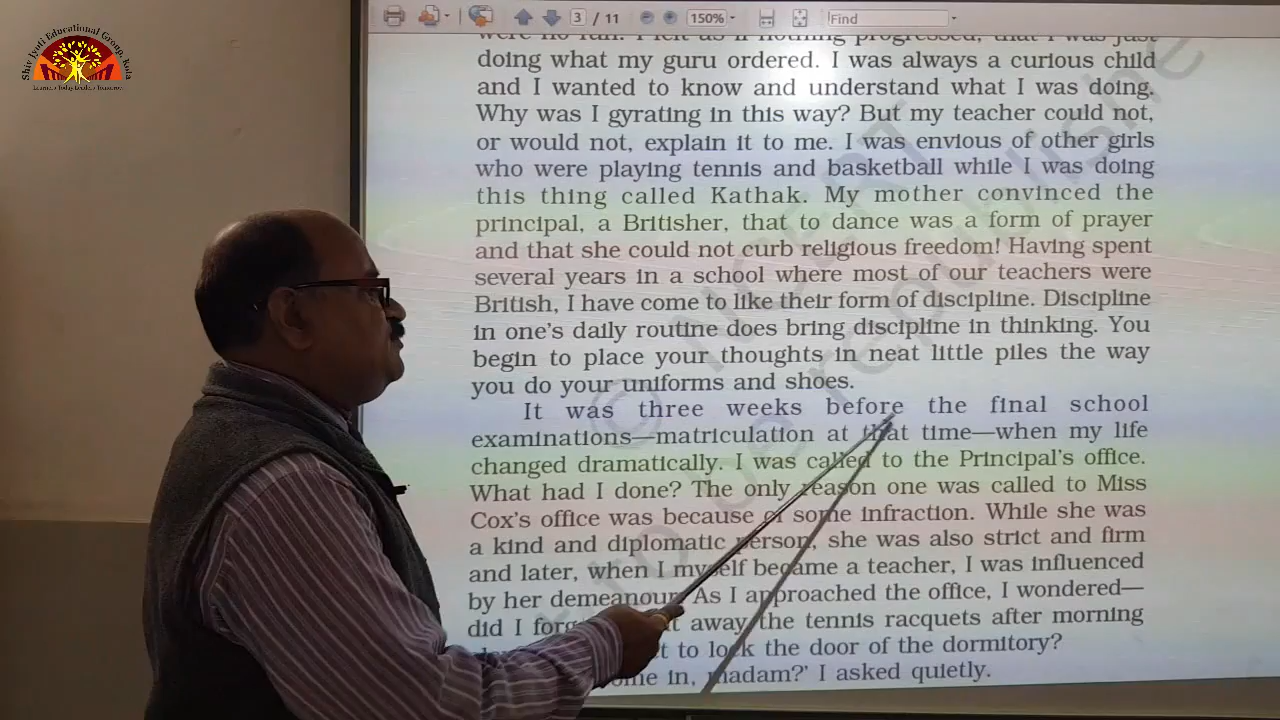 Shiv Jyoti Educational Group, Kota
3 / 11
150%
Find
doing what my guru ordered. I was always a curious child
and I wanted to know and understand what I was doing.
Why was I gyrating in this way? But my teacher could not,
or would not, explain it to me. I was envious of other girls
who were playing tennis and basketball while I was doing
this thing called Kathak. My mother convinced the
principal, a Britisher, that to dance was a form of prayer
and that she could not curb religious freedom! Having spent
several years in a school where most of our teachers were
British, I have come to like their form of discipline. Discipline
in one's daily routine does bring discipline in thinking. You
begin to place your thoughts in neat little piles the way
you do your uniforms and shoes.
It was three weeks before the final school
examinations—matriculation at that time—when my life
changed dramatically. I was called to the Principal's office.
What had I done? The only reason one was called to Miss
Cox's office was because of some infraction. While she was
a kind and diplomatic person, she was also strict and firm
and later, when I myself became a teacher, I was influenced
by her demeanour. As I approached the office, I wondered—
did I away the tennis racquets after morning
to lock the door of the dormitory?
in, madam?' I asked quietly.